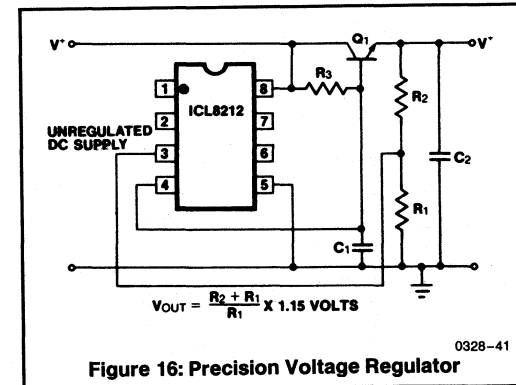 V⁺
Q₁
V⁺
R₃
1
8
ICL8212
R₂
2
7
UNREGULATED
DC SUPPLY
3
6
C₂
4
5
R₁
C₁
VOUT = R₂ + R₁ / R₁ X 1.15 VOLTS
0328–41
Figure 16: Precision Voltage Regulator